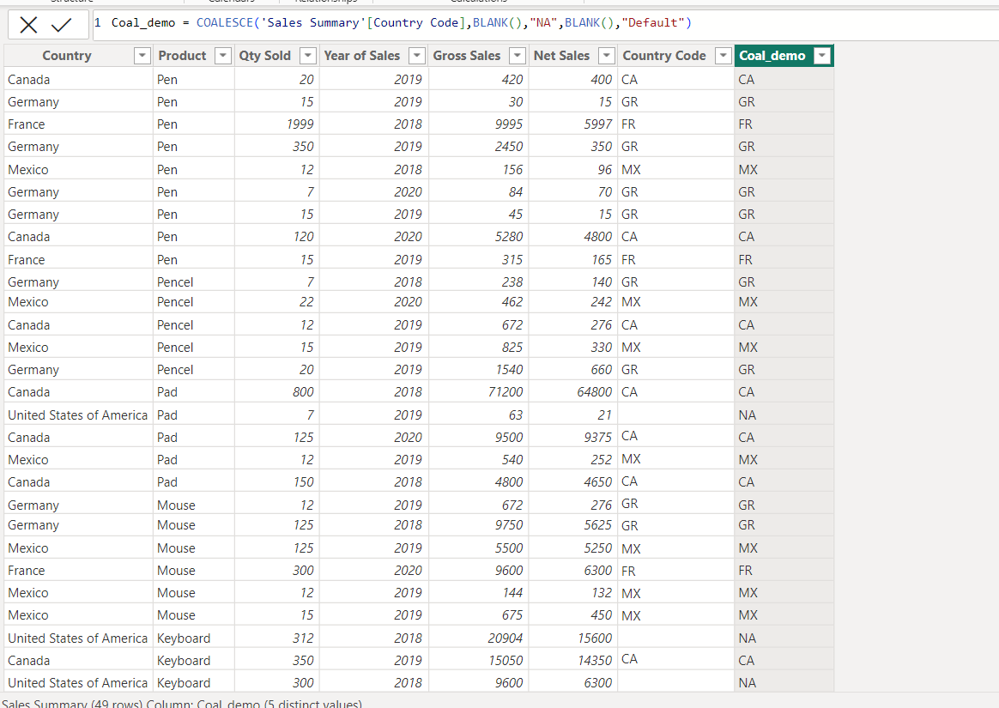 Structure Calendars Relationships Calculations
1 Coal_demo = COALESCE('Sales Summary'[Country Code],BLANK(),"NA",BLANK(),"Default")
Country Product Qty Sold Year of Sales Gross Sales Net Sales Country Code Coal_demo
Canada Pen 20 2019 420 400 CA CA
Germany Pen 15 2019 30 15 GR GR
France Pen 1999 2018 9995 5997 FR FR
Germany Pen 350 2019 2450 350 GR GR
Mexico Pen 12 2018 156 96 MX MX
Germany Pen 7 2020 84 70 GR GR
Germany Pen 15 2019 45 15 GR GR
Canada Pen 120 2020 5280 4800 CA CA
France Pen 15 2019 315 165 FR FR
Germany Pencel 7 2018 238 140 GR GR
Mexico Pencel 22 2020 462 242 MX MX
Canada Pencel 12 2019 672 276 CA CA
Mexico Pencel 15 2019 825 330 MX MX
Germany Pencel 20 2019 1540 660 GR GR
Canada Pad 800 2018 71200 64800 CA CA
United States of America Pad 7 2019 63 21 NA
Canada Pad 125 2020 9500 9375 CA CA
Mexico Pad 12 2019 540 252 MX MX
Canada Pad 150 2018 4800 4650 CA CA
Germany Mouse 12 2019 672 276 GR GR
Germany Mouse 125 2018 9750 5625 GR GR
Mexico Mouse 125 2019 5500 5250 MX MX
France Mouse 300 2020 9600 6300 FR FR
Mexico Mouse 12 2019 144 132 MX MX
Mexico Mouse 15 2019 675 450 MX MX
United States of America Keyboard 312 2018 20904 15600 NA
Canada Keyboard 350 2019 15050 14350 CA CA
United States of America Keyboard 300 2018 9600 6300 NA
Sales Summary (49 rows) Column: Coal_demo (5 distinct values)